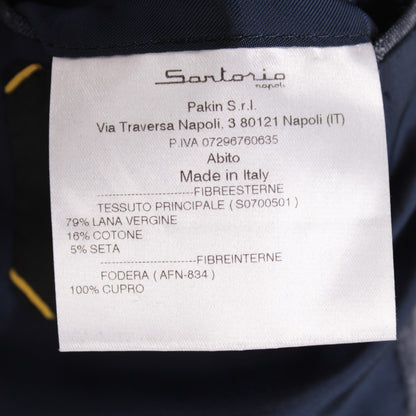 Sartorio
napoli
Pakin S.r.l.
Via Traversa Napoli, 3 80121 Napoli (IT)
P.IVA 07296760635
Abito
Made in Italy
--------------------------------FIBREESTERNE
TESSUTO PRINCIPALE ( S0700501 )
79% LANA VERGINE
16% COTONE
5% SETA
--------------------------------FIBREINTERNE
FODERA ( AFN-834 )
100% CUPRO